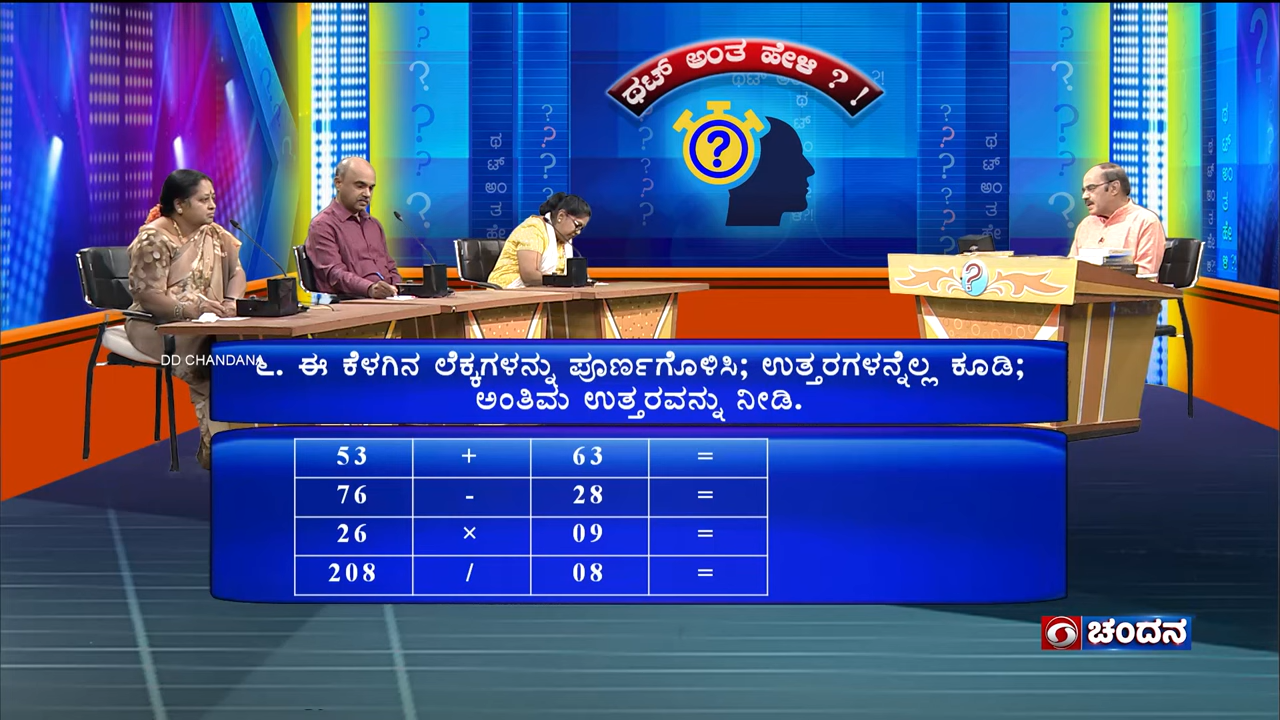 ಥಟ್ ಅಂತ ಹೇಳಿ ? !
DD CHANDANA
೬. ಈ ಕೆಳಗಿನ ಲೆಕ್ಕಗಳನ್ನು ಪೂರ್ಣಗೊಳಿಸಿ; ಉತ್ತರಗಳನ್ನೆಲ್ಲ ಕೂಡಿ;
ಅಂತಿಮ ಉತ್ತರವನ್ನು ನೀಡಿ.
53 + 63 =
76 - 28 =
26 × 09 =
208 / 08 =
ಚಂದನ